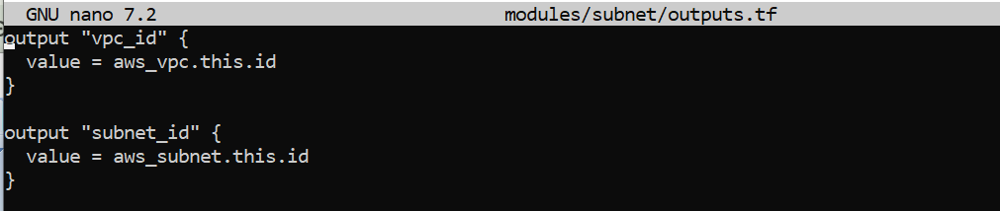 GNU nano 7.2 modules/subnet/outputs.tf
output "vpc_id" {
  value = aws_vpc.this.id
}

output "subnet_id" {
  value = aws_subnet.this.id
}